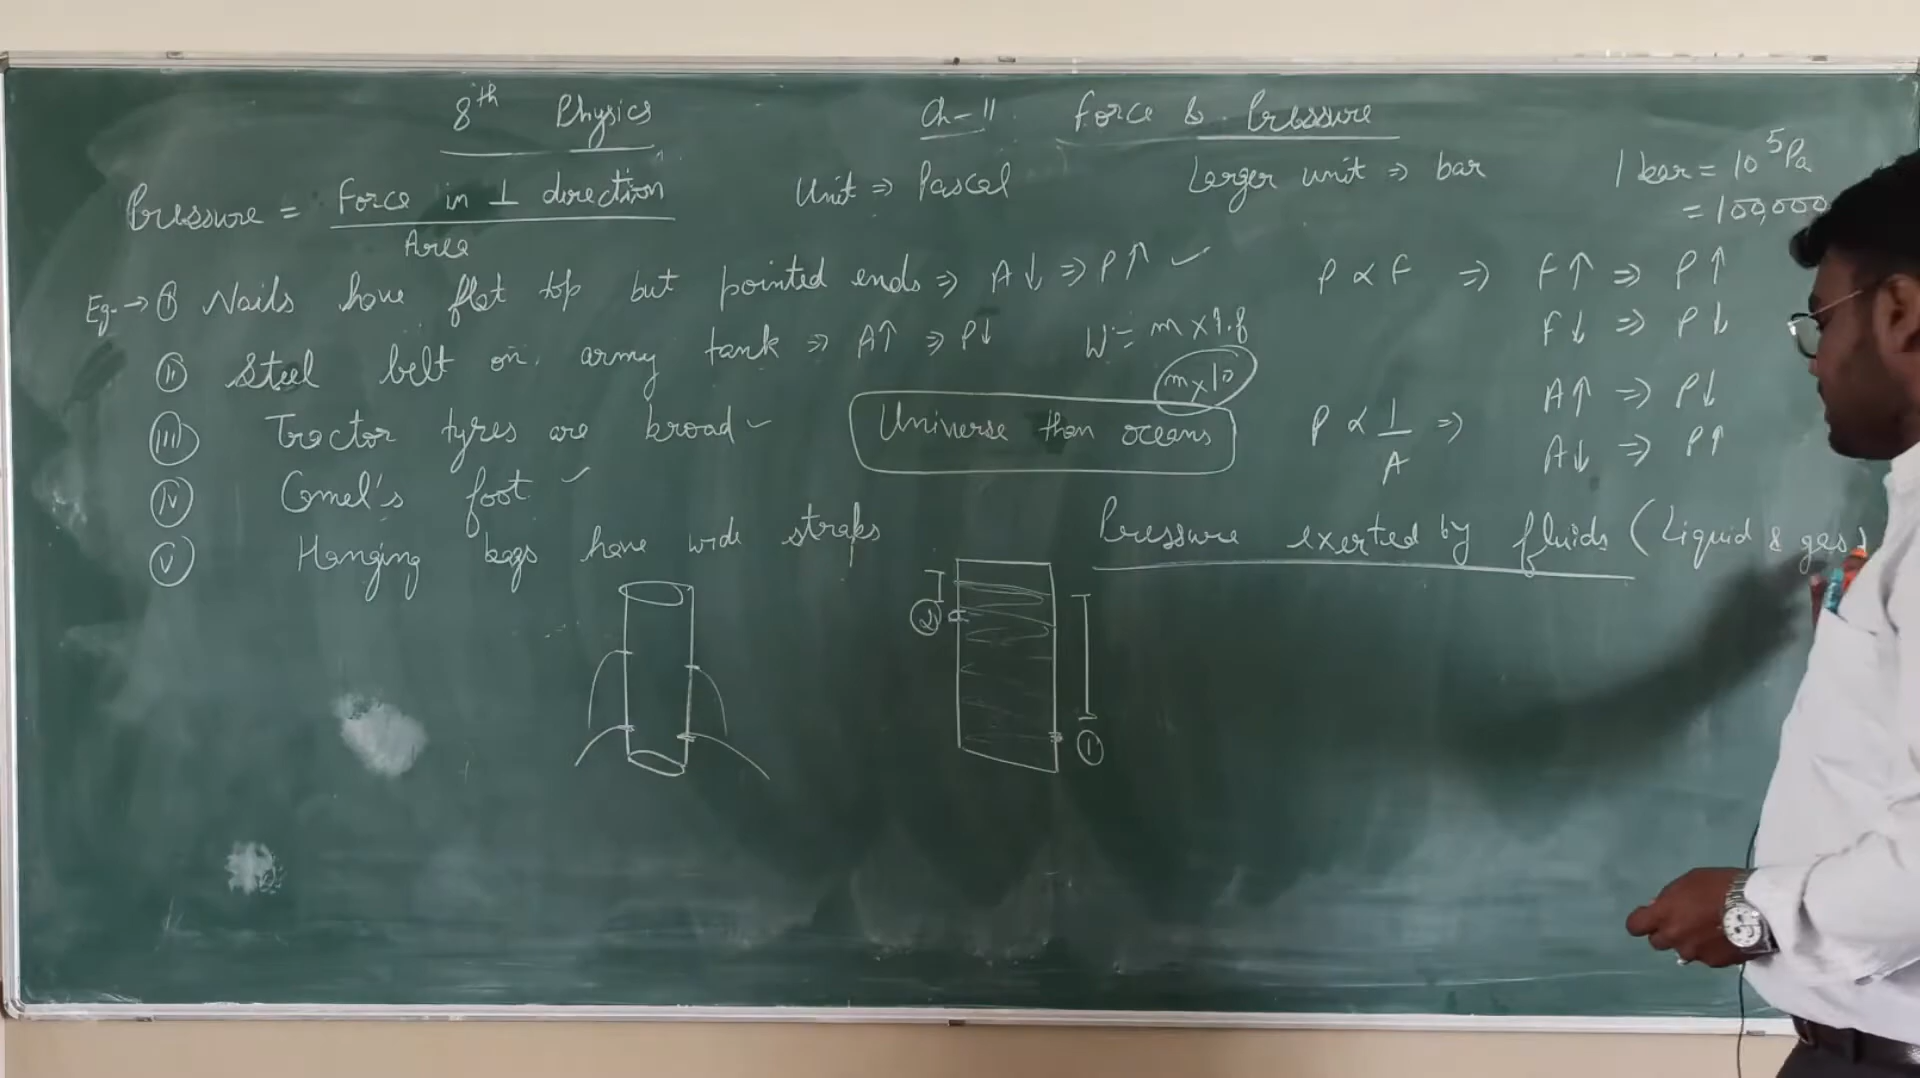 8th Physics Ch-11 Force & Pressure
Pressure = Force in ⊥ direction / Area
Unit ⇒ Pascal
Larger unit ⇒ bar
1 bar = 10^5 Pa
= 100,000
Eg. → (i) Nails have flat top but pointed ends ⇒ A↓ ⇒ P↑ ✓
(ii) Steel belt on army tank ⇒ A↑ ⇒ P↓
(iii) Tractor tyres are broad ✓
(iv) Camel's foot ✓
(v) Hanging bags have wide straps
W = m x 9.8
m x 10
Universe than oceans
P ∝ F ⇒ F↑ ⇒ P↑
F↓ ⇒ P↓
P ∝ 1/A ⇒ A↑ ⇒ P↓
A↓ ⇒ P↑
Pressure exerted by fluids (Liquid & gas)
2
1